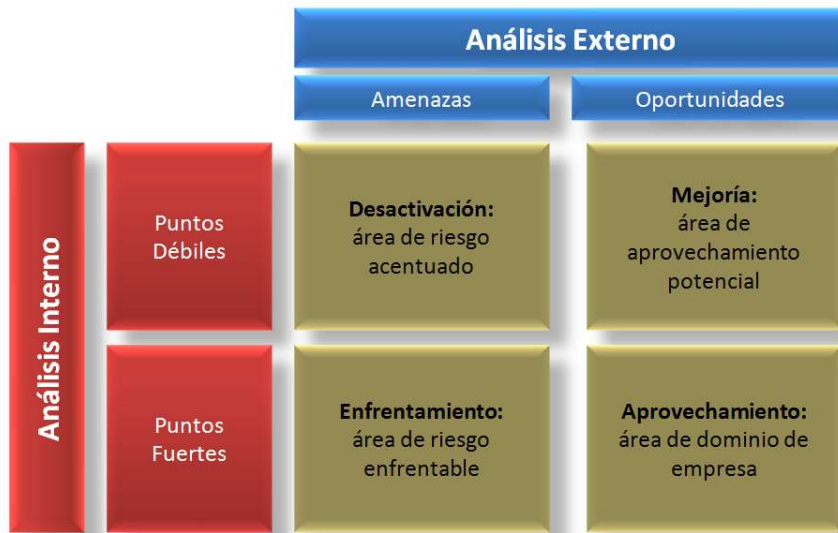 Análisis Externo
Amenazas
Oportunidades
Análisis Interno
Puntos
Débiles
Desactivación:
área de riesgo
acentuado
Mejoría:
área de
aprovechamiento
potencial
Puntos
Fuertes
Enfrentamiento:
área de riesgo
enfrentable
Aprovechamiento:
área de dominio de
empresa